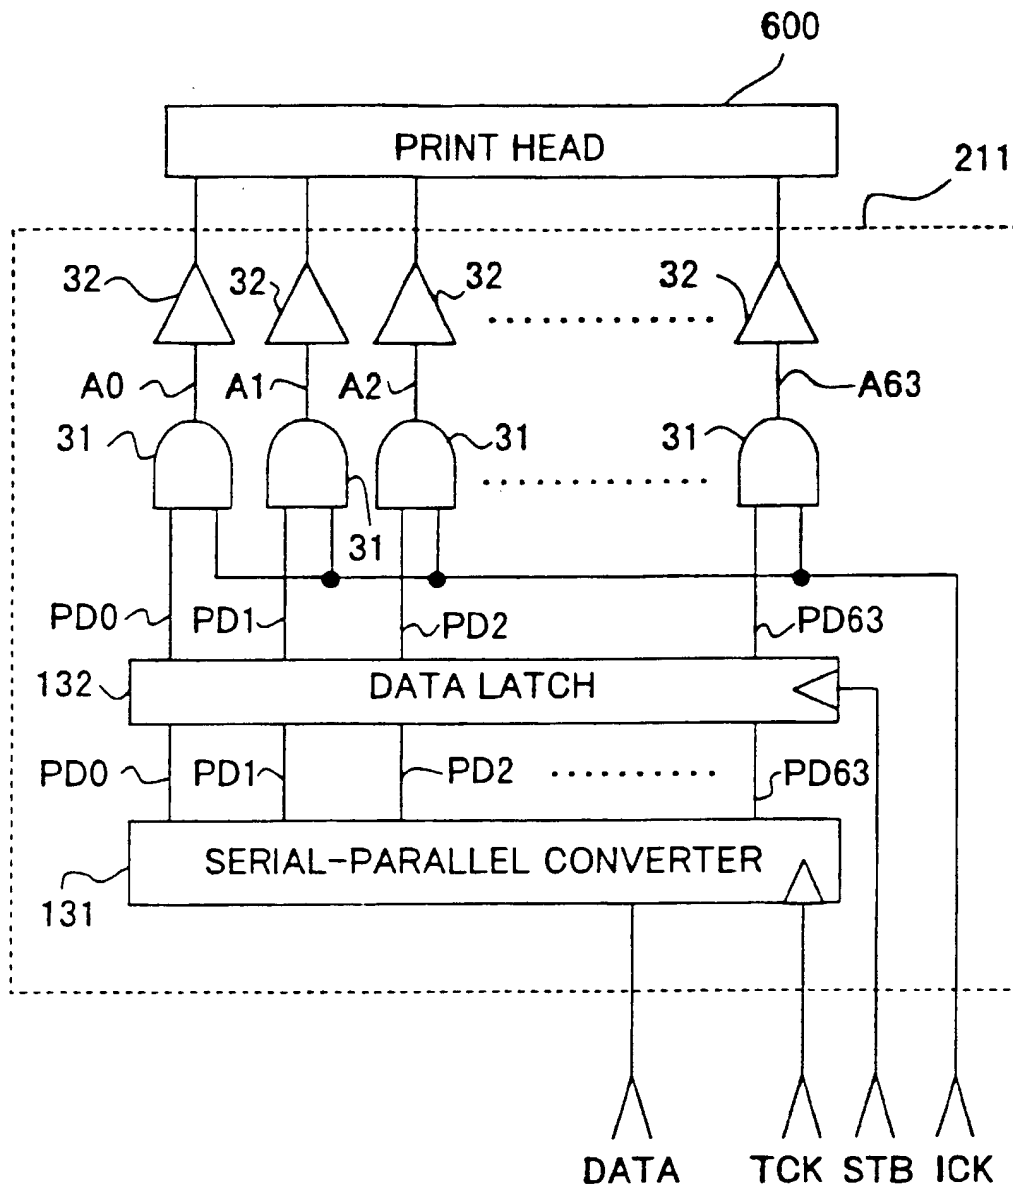 600
PRINT HEAD
211
32 32 32 32
A0 A1 A2 A63
31 31 31
31
PD0 PD1 PD2 PD63
132 DATA LATCH
PD0 PD1 PD2 PD63
SERIAL-PARALLEL CONVERTER
131
DATA TCK STB ICK